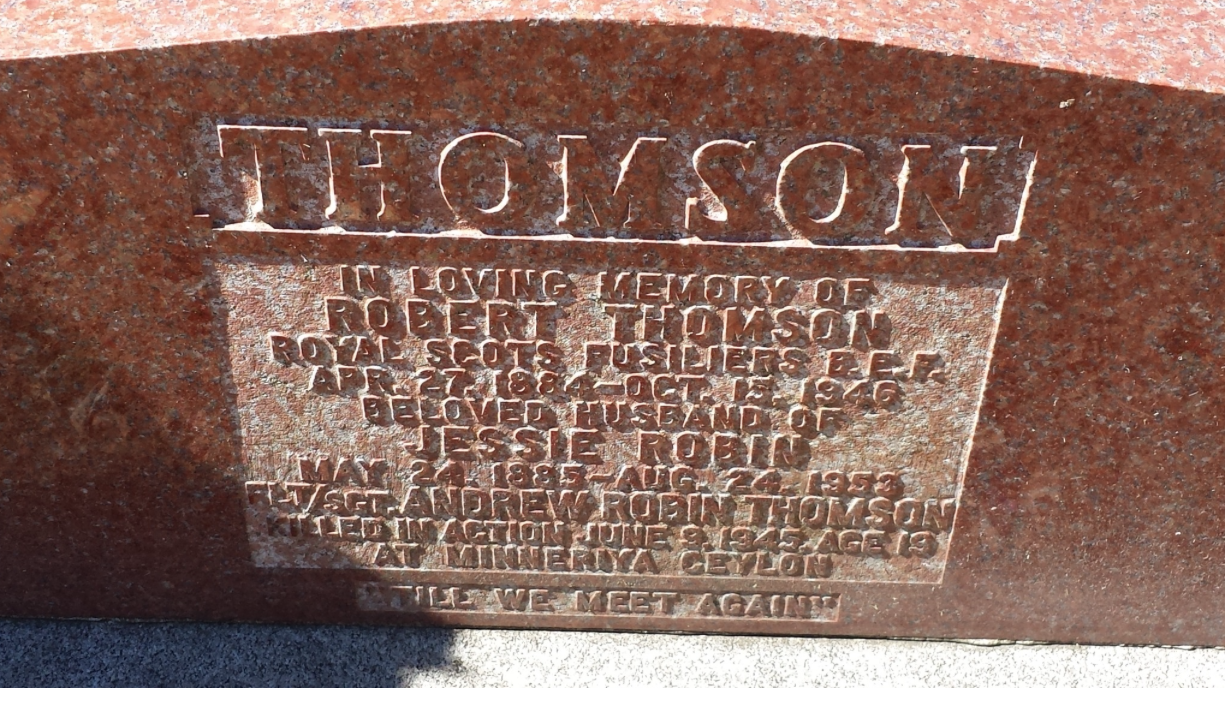 THOMSON
IN LOVING MEMORY OF
ROBERT THOMSON
ROYAL SCOTS FUSILIERS B.E.F.
APR. 27, 1884–OCT. 15, 1946
BELOVED HUSBAND OF
JESSIE ROBIN
MAY 24, 1885–AUG. 24, 1953
FLT/SGT. ANDREW ROBIN THOMSON
KILLED IN ACTION JUNE 9, 1945, AGE 19
AT MINNERIYA CEYLON
"TILL WE MEET AGAIN"